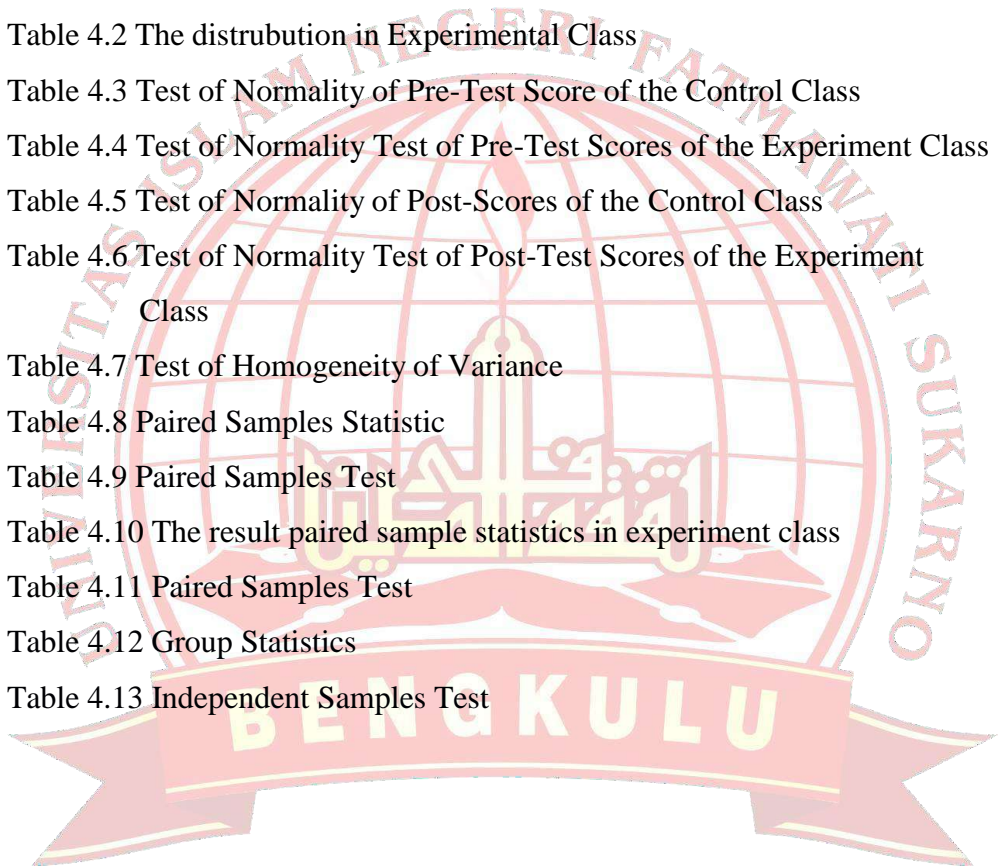 Table 4.2 The distrubution in Experimental Class
Table 4.3 Test of Normality of Pre-Test Score of the Control Class
Table 4.4 Test of Normality Test of Pre-Test Scores of the Experiment Class
Table 4.5 Test of Normality of Post-Scores of the Control Class
Table 4.6 Test of Normality Test of Post-Test Scores of the Experiment
Class
Table 4.7 Test of Homogeneity of Variance
Table 4.8 Paired Samples Statistic
Table 4.9 Paired Samples Test
Table 4.10 The result paired sample statistics in experiment class
Table 4.11 Paired Samples Test
Table 4.12 Group Statistics
Table 4.13 Independent Samples Test
UNIVERSITAS ISLAM NEGERI FATMAWATI SUKARNO
BENGKULU